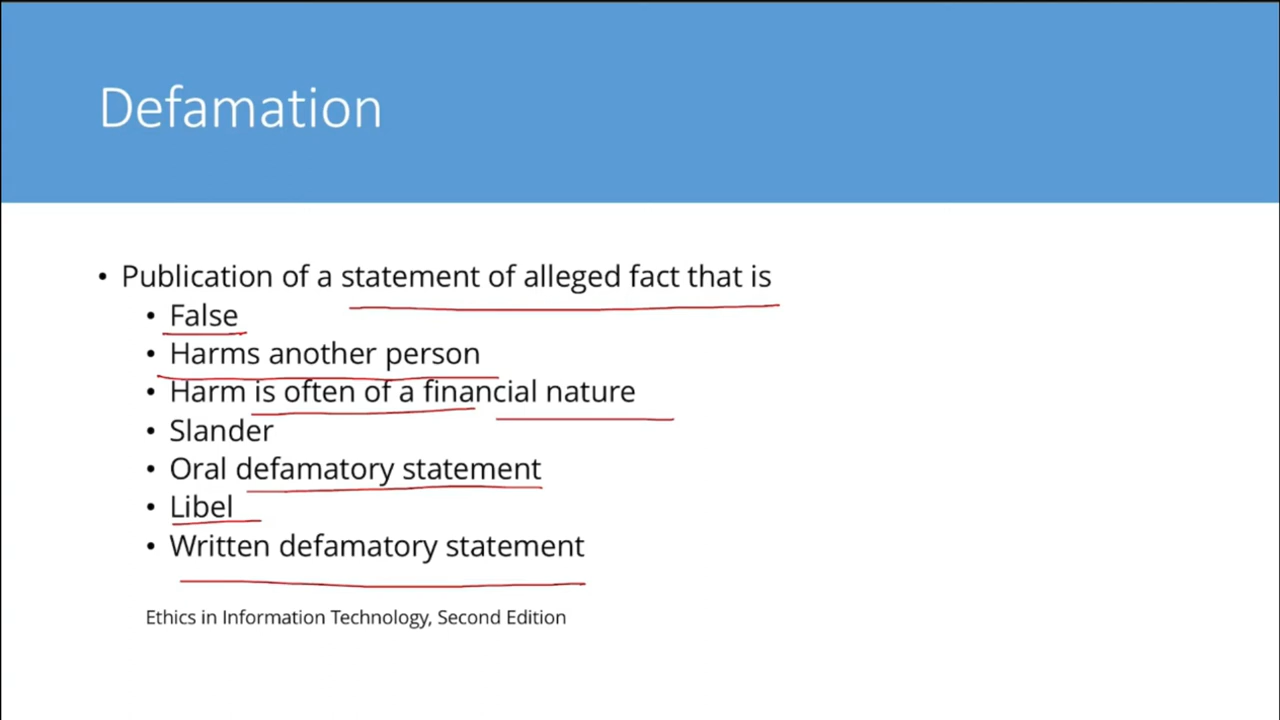 Defamation
• Publication of a statement of alleged fact that is
• False
• Harms another person
• Harm is often of a financial nature
• Slander
• Oral defamatory statement
• Libel
• Written defamatory statement
Ethics in Information Technology, Second Edition